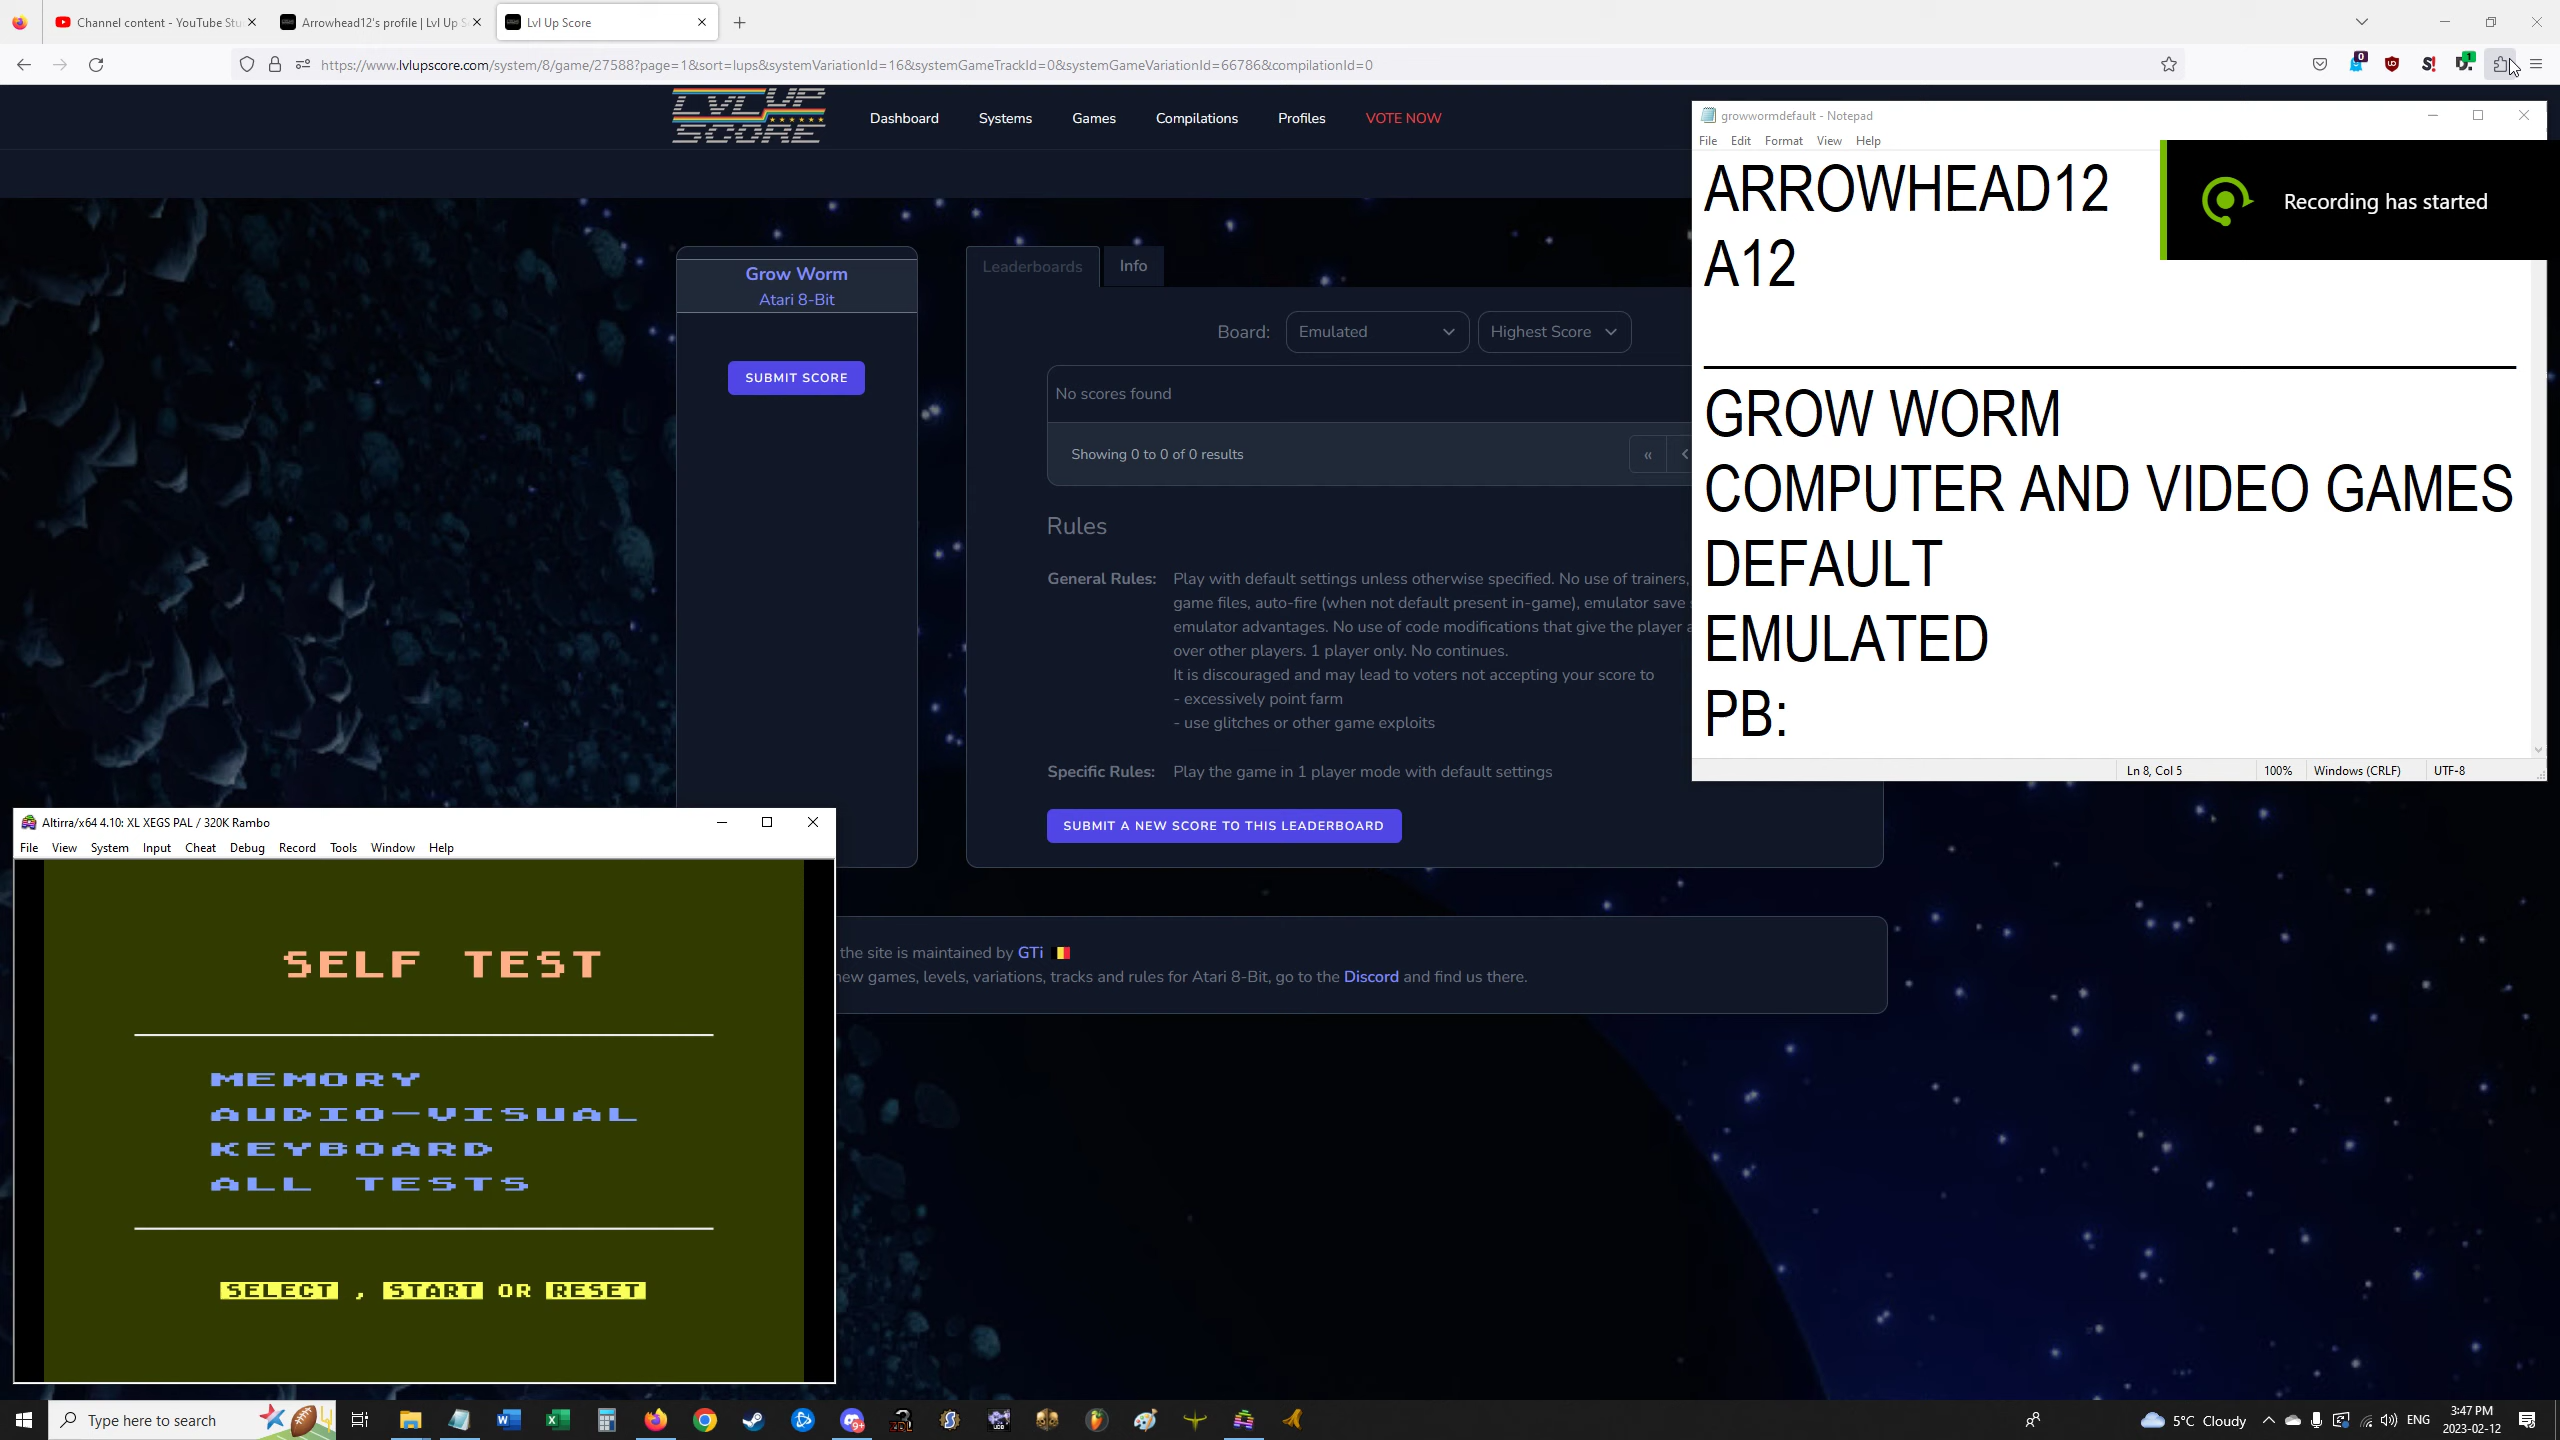 Channel content - YouTube Stu
Arrowhead12's profile | Lvl Up S
Lvl Up Score
https://www.lvlupscore.com/system/8/game/27588?page=1&sort=lups&systemVariationId=16&systemGameTrackId=0&systemGameVariationId=66786&compilationId=0
LVL UP
SCORE
Dashboard
Systems
Games
Compilations
Profiles
VOTE NOW
Grow Worm
Atari 8-Bit
SUBMIT SCORE
Leaderboards
Info
Board:
Emulated
Highest Score
No scores found
Showing 0 to 0 of 0 results
«
‹
Rules
General Rules:
Play with default settings unless otherwise specified. No use of trainers,
game files, auto-fire (when not default present in-game), emulator save
emulator advantages. No use of code modifications that give the player a
over other players. 1 player only. No continues.
It is discouraged and may lead to voters not accepting your score to
- excessively point farm
- use glitches or other game exploits
Specific Rules:
Play the game in 1 player mode with default settings
SUBMIT A NEW SCORE TO THIS LEADERBOARD
the site is maintained by GTi
new games, levels, variations, tracks and rules for Atari 8-Bit, go to the Discord and find us there.
growwormdefault - Notepad
File Edit Format View Help
ARROWHEAD12
A12
GROW WORM
COMPUTER AND VIDEO GAMES
DEFAULT
EMULATED
PB:
Ln 8, Col 5
100%
Windows (CRLF)
UTF-8
Recording has started
Altirra/x64 4.10: XL XEGS PAL / 320K Rambo
File View System Input Cheat Debug Record Tools Window Help
SELF TEST
MEMORY
AUDIO-VISUAL
KEYBOARD
ALL TESTS
SELECT , START OR RESET
Type here to search
5°C Cloudy
ENG
3:47 PM
2023-02-12